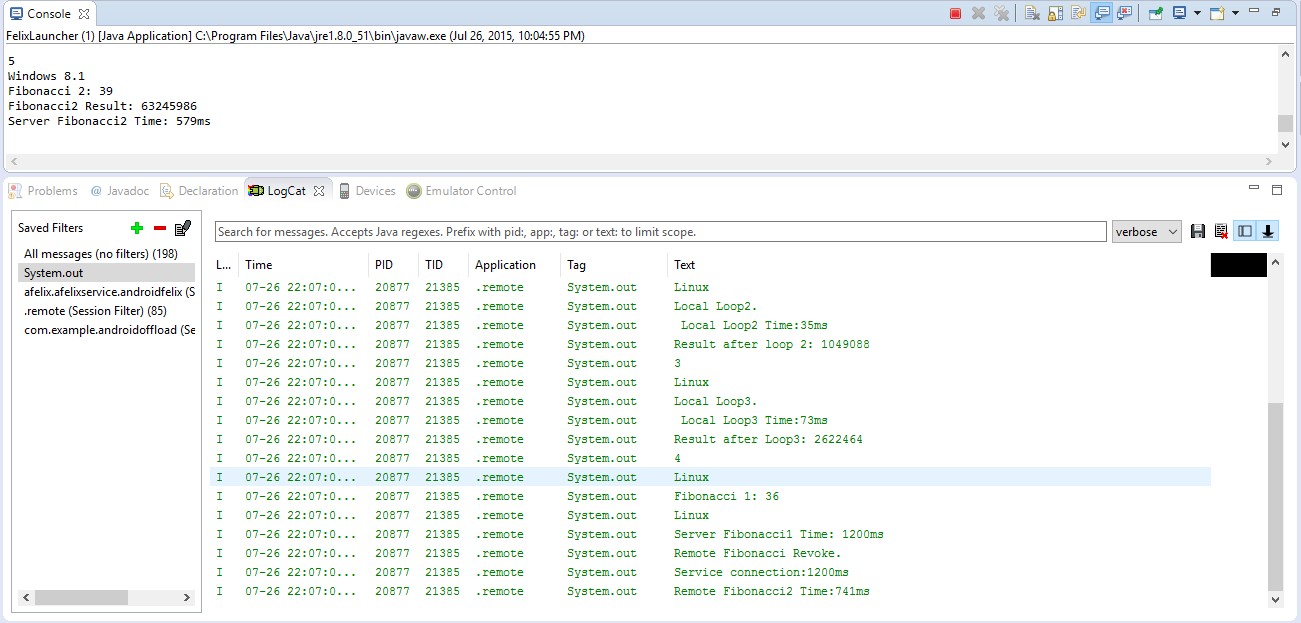 Console
FelixLauncher (1) [Java Application] C:\Program Files\Java\jre1.8.0_51\bin\javaw.exe (Jul 26, 2015, 10:04:55 PM)
5
Windows 8.1
Fibonacci 2: 39
Fibonacci2 Result: 63245986
Server Fibonacci2 Time: 579ms
Problems @ Javadoc Declaration LogCat Devices Emulator Control
Saved Filters
All messages (no filters) (198)
System.out
afelix.afelixservice.androidfelix (S
.remote (Session Filter) (85)
com.example.androidoffload (Se
Search for messages. Accepts Java regexes. Prefix with pid:, app:, tag: or text: to limit scope. verbose
L... Time PID TID Application Tag Text
I 07-26 22:07:0... 20877 21385 .remote System.out Linux
I 07-26 22:07:0... 20877 21385 .remote System.out Local Loop2.
I 07-26 22:07:0... 20877 21385 .remote System.out Local Loop2 Time:35ms
I 07-26 22:07:0... 20877 21385 .remote System.out Result after loop 2: 1049088
I 07-26 22:07:0... 20877 21385 .remote System.out 3
I 07-26 22:07:0... 20877 21385 .remote System.out Linux
I 07-26 22:07:0... 20877 21385 .remote System.out Local Loop3.
I 07-26 22:07:0... 20877 21385 .remote System.out Local Loop3 Time:73ms
I 07-26 22:07:0... 20877 21385 .remote System.out Result after Loop3: 2622464
I 07-26 22:07:0... 20877 21385 .remote System.out 4
I 07-26 22:07:0... 20877 21385 .remote System.out Linux
I 07-26 22:07:0... 20877 21385 .remote System.out Fibonacci 1: 36
I 07-26 22:07:0... 20877 21385 .remote System.out Linux
I 07-26 22:07:0... 20877 21385 .remote System.out Server Fibonacci1 Time: 1200ms
I 07-26 22:07:0... 20877 21385 .remote System.out Remote Fibonacci Revoke.
I 07-26 22:07:0... 20877 21385 .remote System.out Service connection:1200ms
I 07-26 22:07:0... 20877 21385 .remote System.out Remote Fibonacci2 Time:741ms